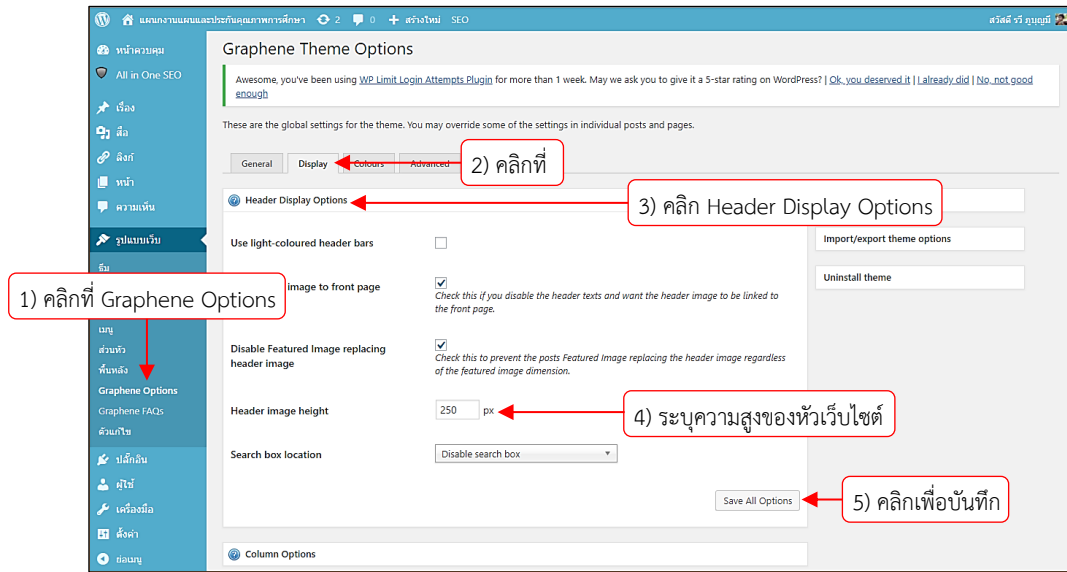 แผนกงานแผนและประกันคุณภาพการศึกษา 2 0 สร้างใหม่ SEO
สวัสดี รวี ภูบุญมี
หน้าควบคุม
All in One SEO
เรื่อง
สื่อ
ลิงก์
หน้า
ความเห็น
รูปแบบเว็บ
ธีม
เมนู
ส่วนหัว
พื้นหลัง
Graphene Options
Graphene FAQs
ตัวแก้ไข
ปลั๊กอิน
ผู้ใช้
เครื่องมือ
ตั้งค่า
ย่อเมนู
Graphene Theme Options
Awesome, you've been using WP Limit Login Attempts Plugin for more than 1 week. May we ask you to give it a 5-star rating on WordPress? | Ok, you deserved it | I already did | No, not good
enough
These are the global settings for the theme. You may override some of the settings in individual posts and pages.
General Display Colours Advanced
2) คลิกที่
Header Display Options
3) คลิก Header Display Options
Use light-coloured header bars
Import/export theme options
Uninstall theme
1) คลิกที่ Graphene Options
image to front page
Check this if you disable the header texts and want the header image to be linked to
the front page.
Disable Featured Image replacing
header image
Check this to prevent the posts Featured Image replacing the header image regardless
of the featured image dimension.
Header image height
250 px
4) ระบุความสูงของหัวเว็บไซต์
Search box location
Disable search box
Save All Options
5) คลิกเพื่อบันทึก
Column Options